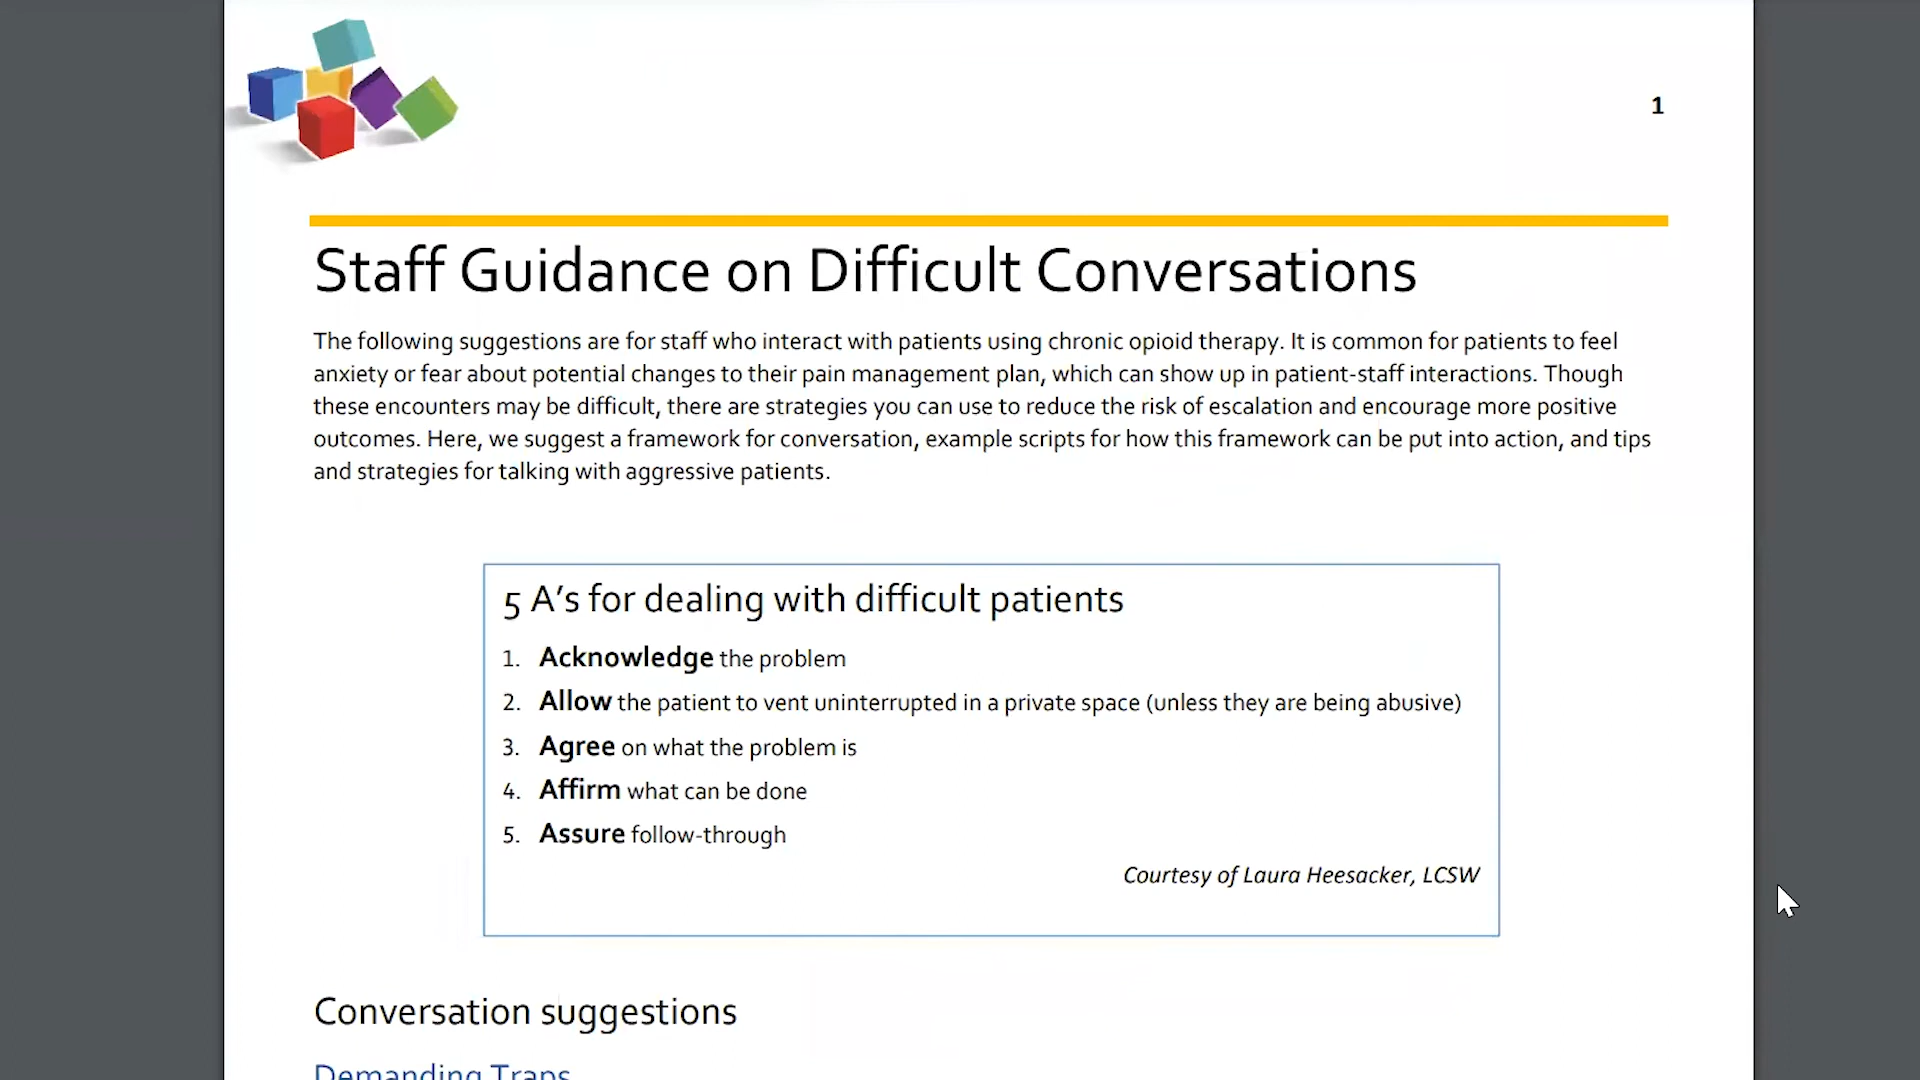 1
Staff Guidance on Difficult Conversations
The following suggestions are for staff who interact with patients using chronic opioid therapy. It is common for patients to feel
anxiety or fear about potential changes to their pain management plan, which can show up in patient-staff interactions. Though
these encounters may be difficult, there are strategies you can use to reduce the risk of escalation and encourage more positive
outcomes. Here, we suggest a framework for conversation, example scripts for how this framework can be put into action, and tips
and strategies for talking with aggressive patients.
5 A’s for dealing with difficult patients
1. Acknowledge the problem
2. Allow the patient to vent uninterrupted in a private space (unless they are being abusive)
3. Agree on what the problem is
4. Affirm what can be done
5. Assure follow-through
Courtesy of Laura Heesacker, LCSW
Conversation suggestions
Demanding Traps